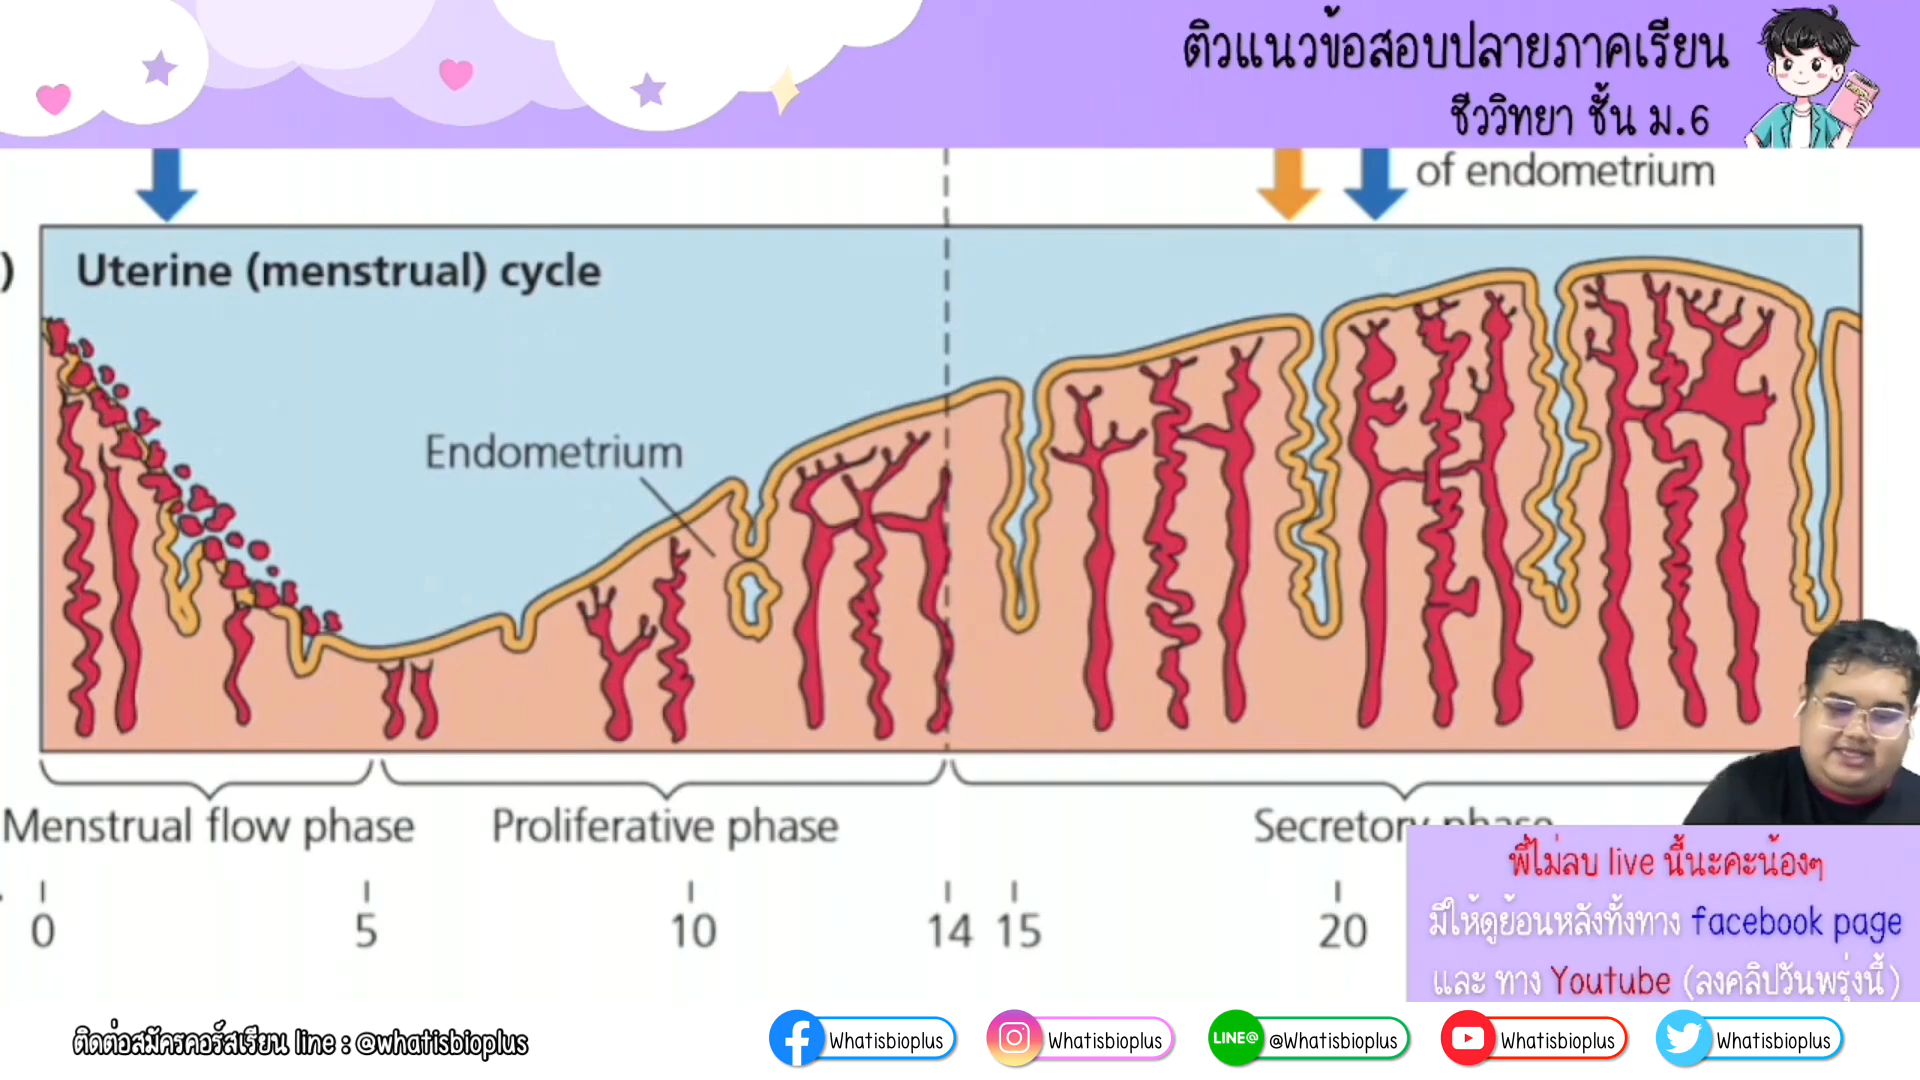 ติวแนวข้อสอบปลายภาคเรียน
ชีววิทยา ชั้น ม.6
of endometrium
)
Uterine (menstrual) cycle
Endometrium
Menstrual flow phase
Proliferative phase
Secretory phase
0
5
10
14
15
20
พี่ไม่ลบ live นี้นะคะน้องๆ
มีให้ดูย้อนหลังทั้งทาง facebook page
และ ทาง Youtube (ลงคลิปวันพรุ่งนี้)
ติดต่อสมัครคอร์สเรียน line : @whatisbioplus
Whatisbioplus
Whatisbioplus
LINE@ @Whatisbioplus
Whatisbioplus
Whatisbioplus